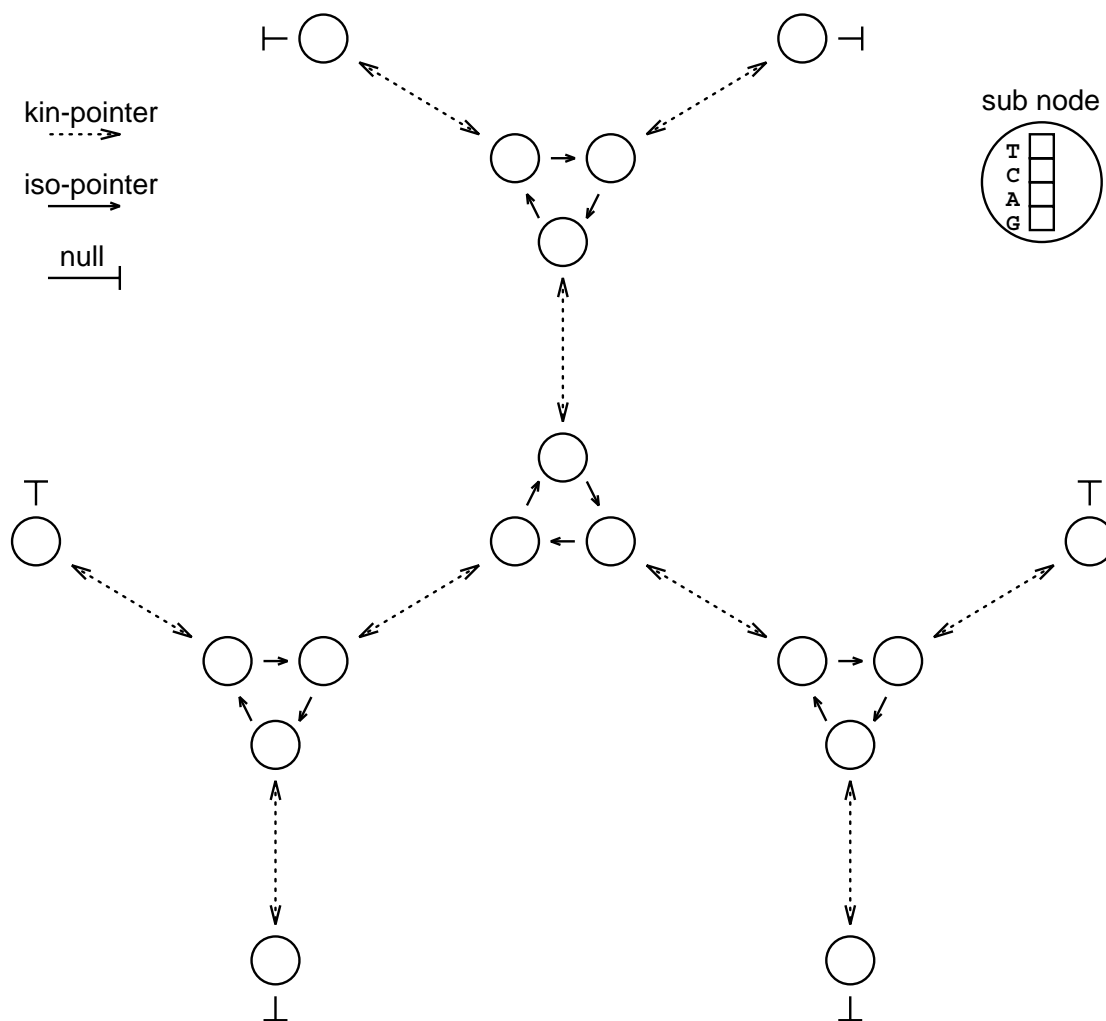 kin-pointer
iso-pointer
null
sub node
T
C
A
G